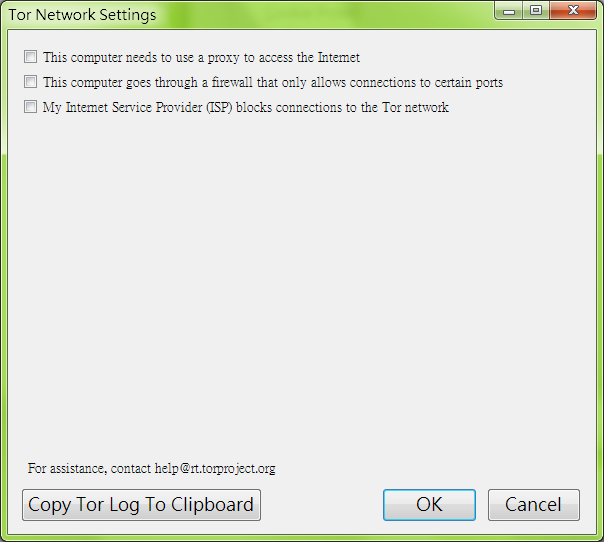 Tor Network Settings
This computer needs to use a proxy to access the Internet
This computer goes through a firewall that only allows connections to certain ports
My Internet Service Provider (ISP) blocks connections to the Tor network
For assistance, contact help@rt.torproject.org
Copy Tor Log To Clipboard OK Cancel